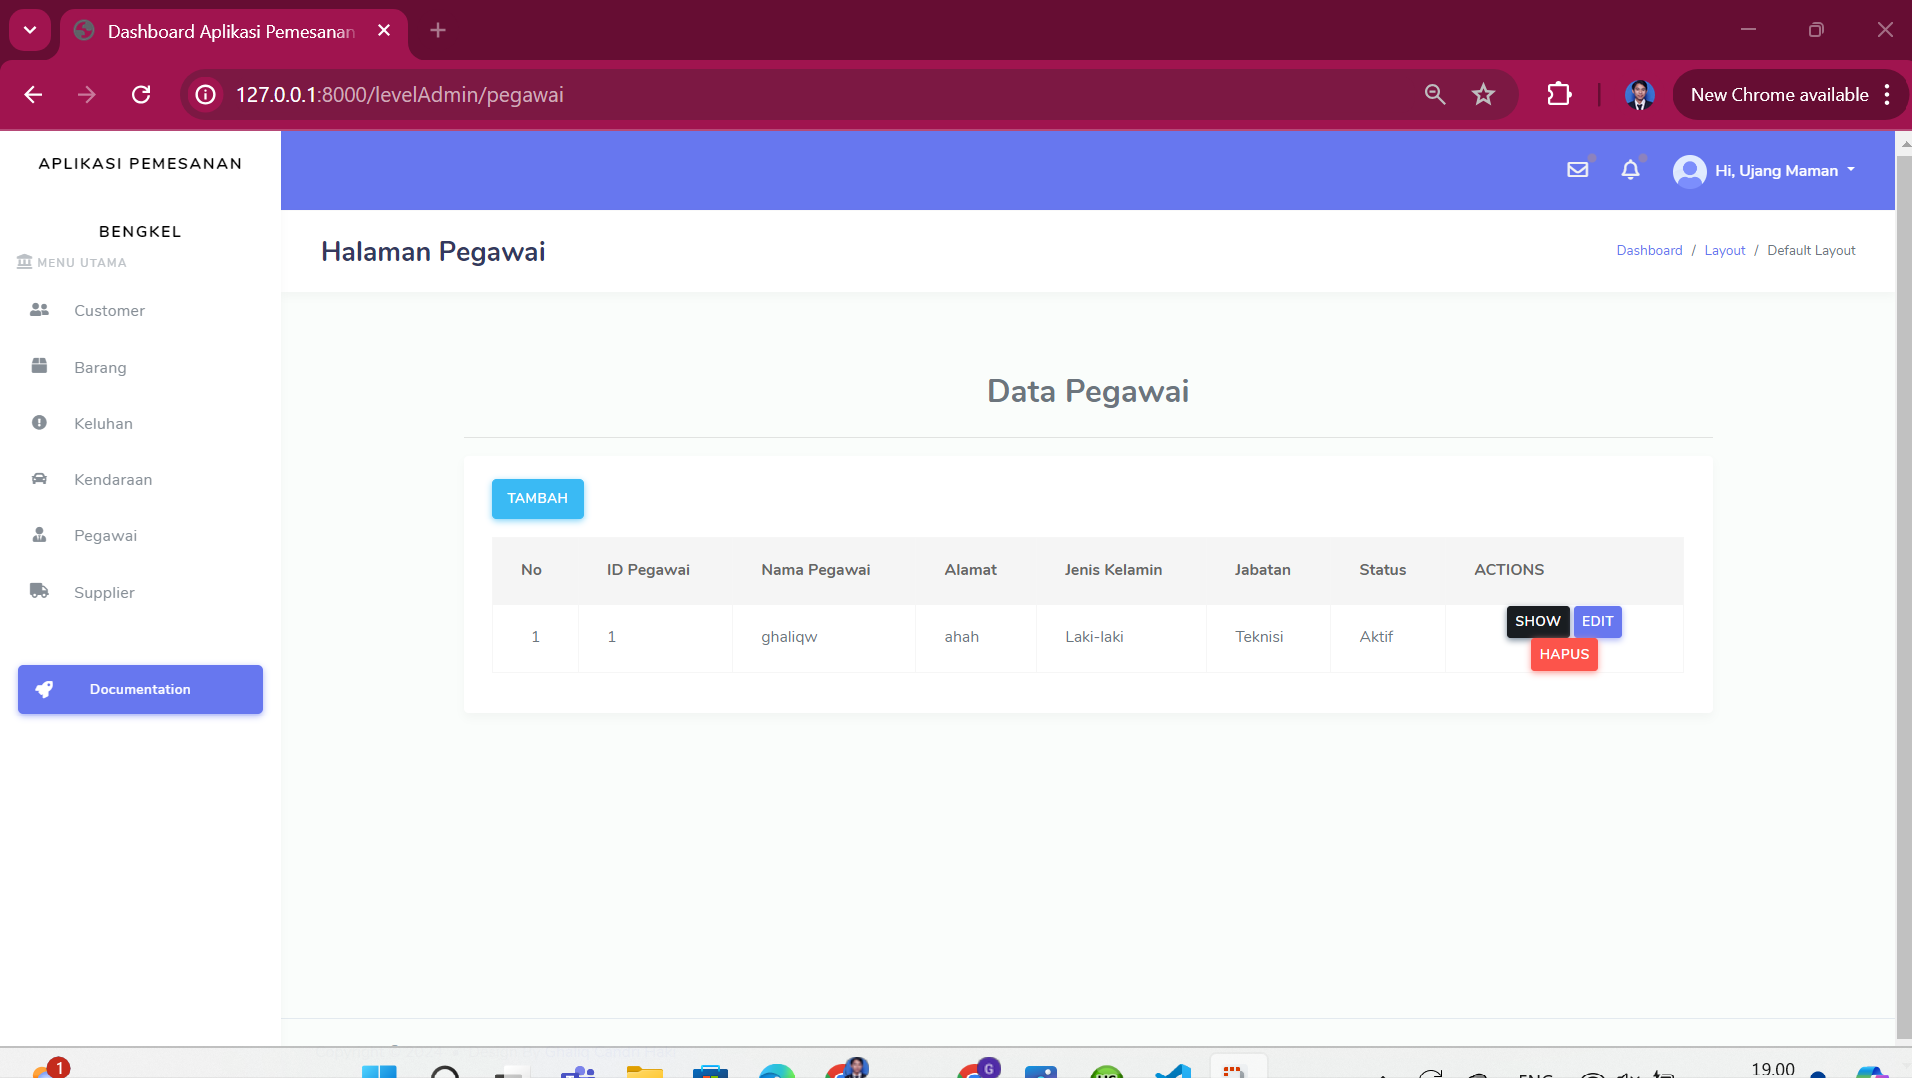 Dashboard Aplikasi Pemesanan
127.0.0.1:8000/levelAdmin/pegawai
New Chrome available
APLIKASI PEMESANAN
BENGKEL
MENU UTAMA
Customer
Barang
Keluhan
Kendaraan
Pegawai
Supplier
Documentation
Hi, Ujang Maman
Halaman Pegawai
Dashboard / Layout / Default Layout
Data Pegawai
TAMBAH
No ID Pegawai Nama Pegawai Alamat Jenis Kelamin Jabatan Status ACTIONS
1 1 ghaliqw ahah Laki-laki Teknisi Aktif SHOW EDIT
HAPUS
1
G
19.00